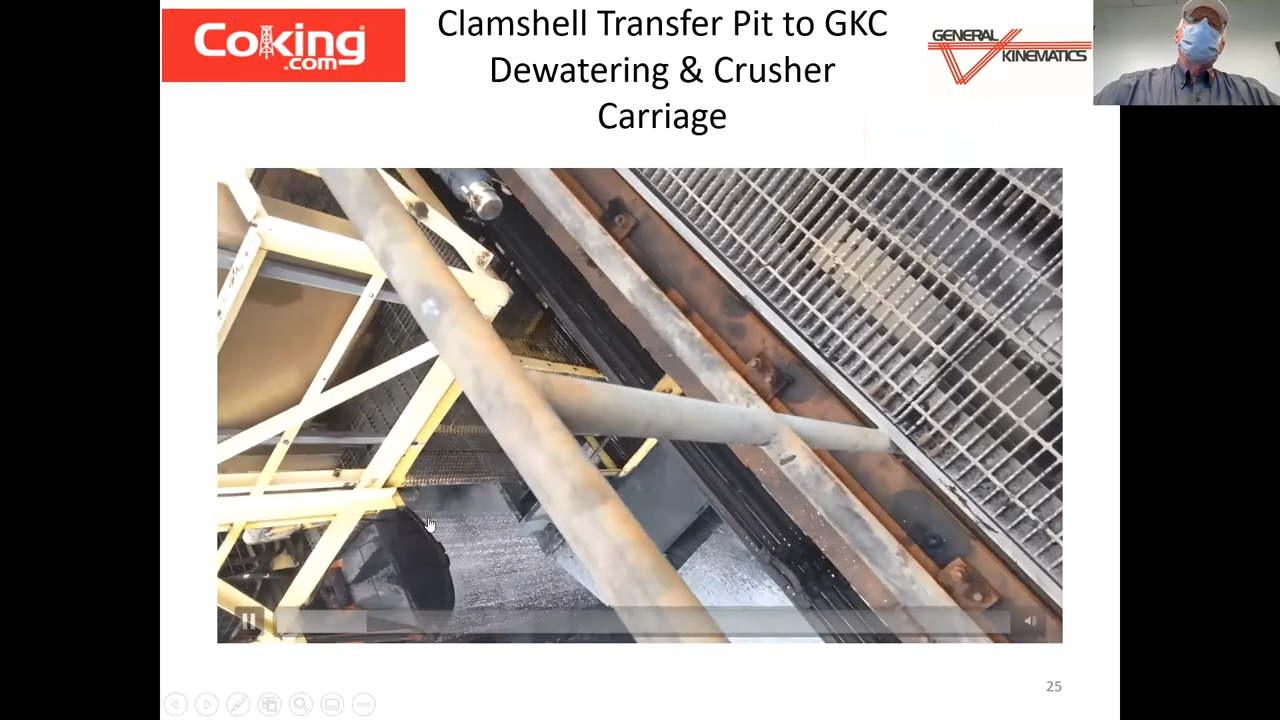 Coking
.com
Clamshell Transfer Pit to GKC
Dewatering & Crusher
Carriage
GENERAL
KINEMATICS
25